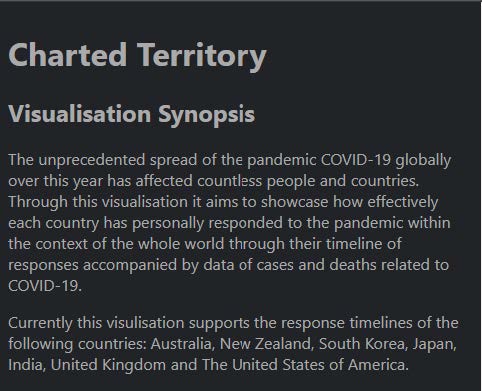 Charted Territory
Visualisation Synopsis
The unprecedented spread of the pandemic COVID-19 globally
over this year has affected countless people and countries.
Through this visualisation it aims to showcase how effectively
each country has personally responded to the pandemic within
the context of the whole world through their timeline of
responses accompanied by data of cases and deaths related to
COVID-19.
Currently this visulisation supports the response timelines of the
following countries: Australia, New Zealand, South Korea, Japan,
India, United Kingdom and The United States of America.